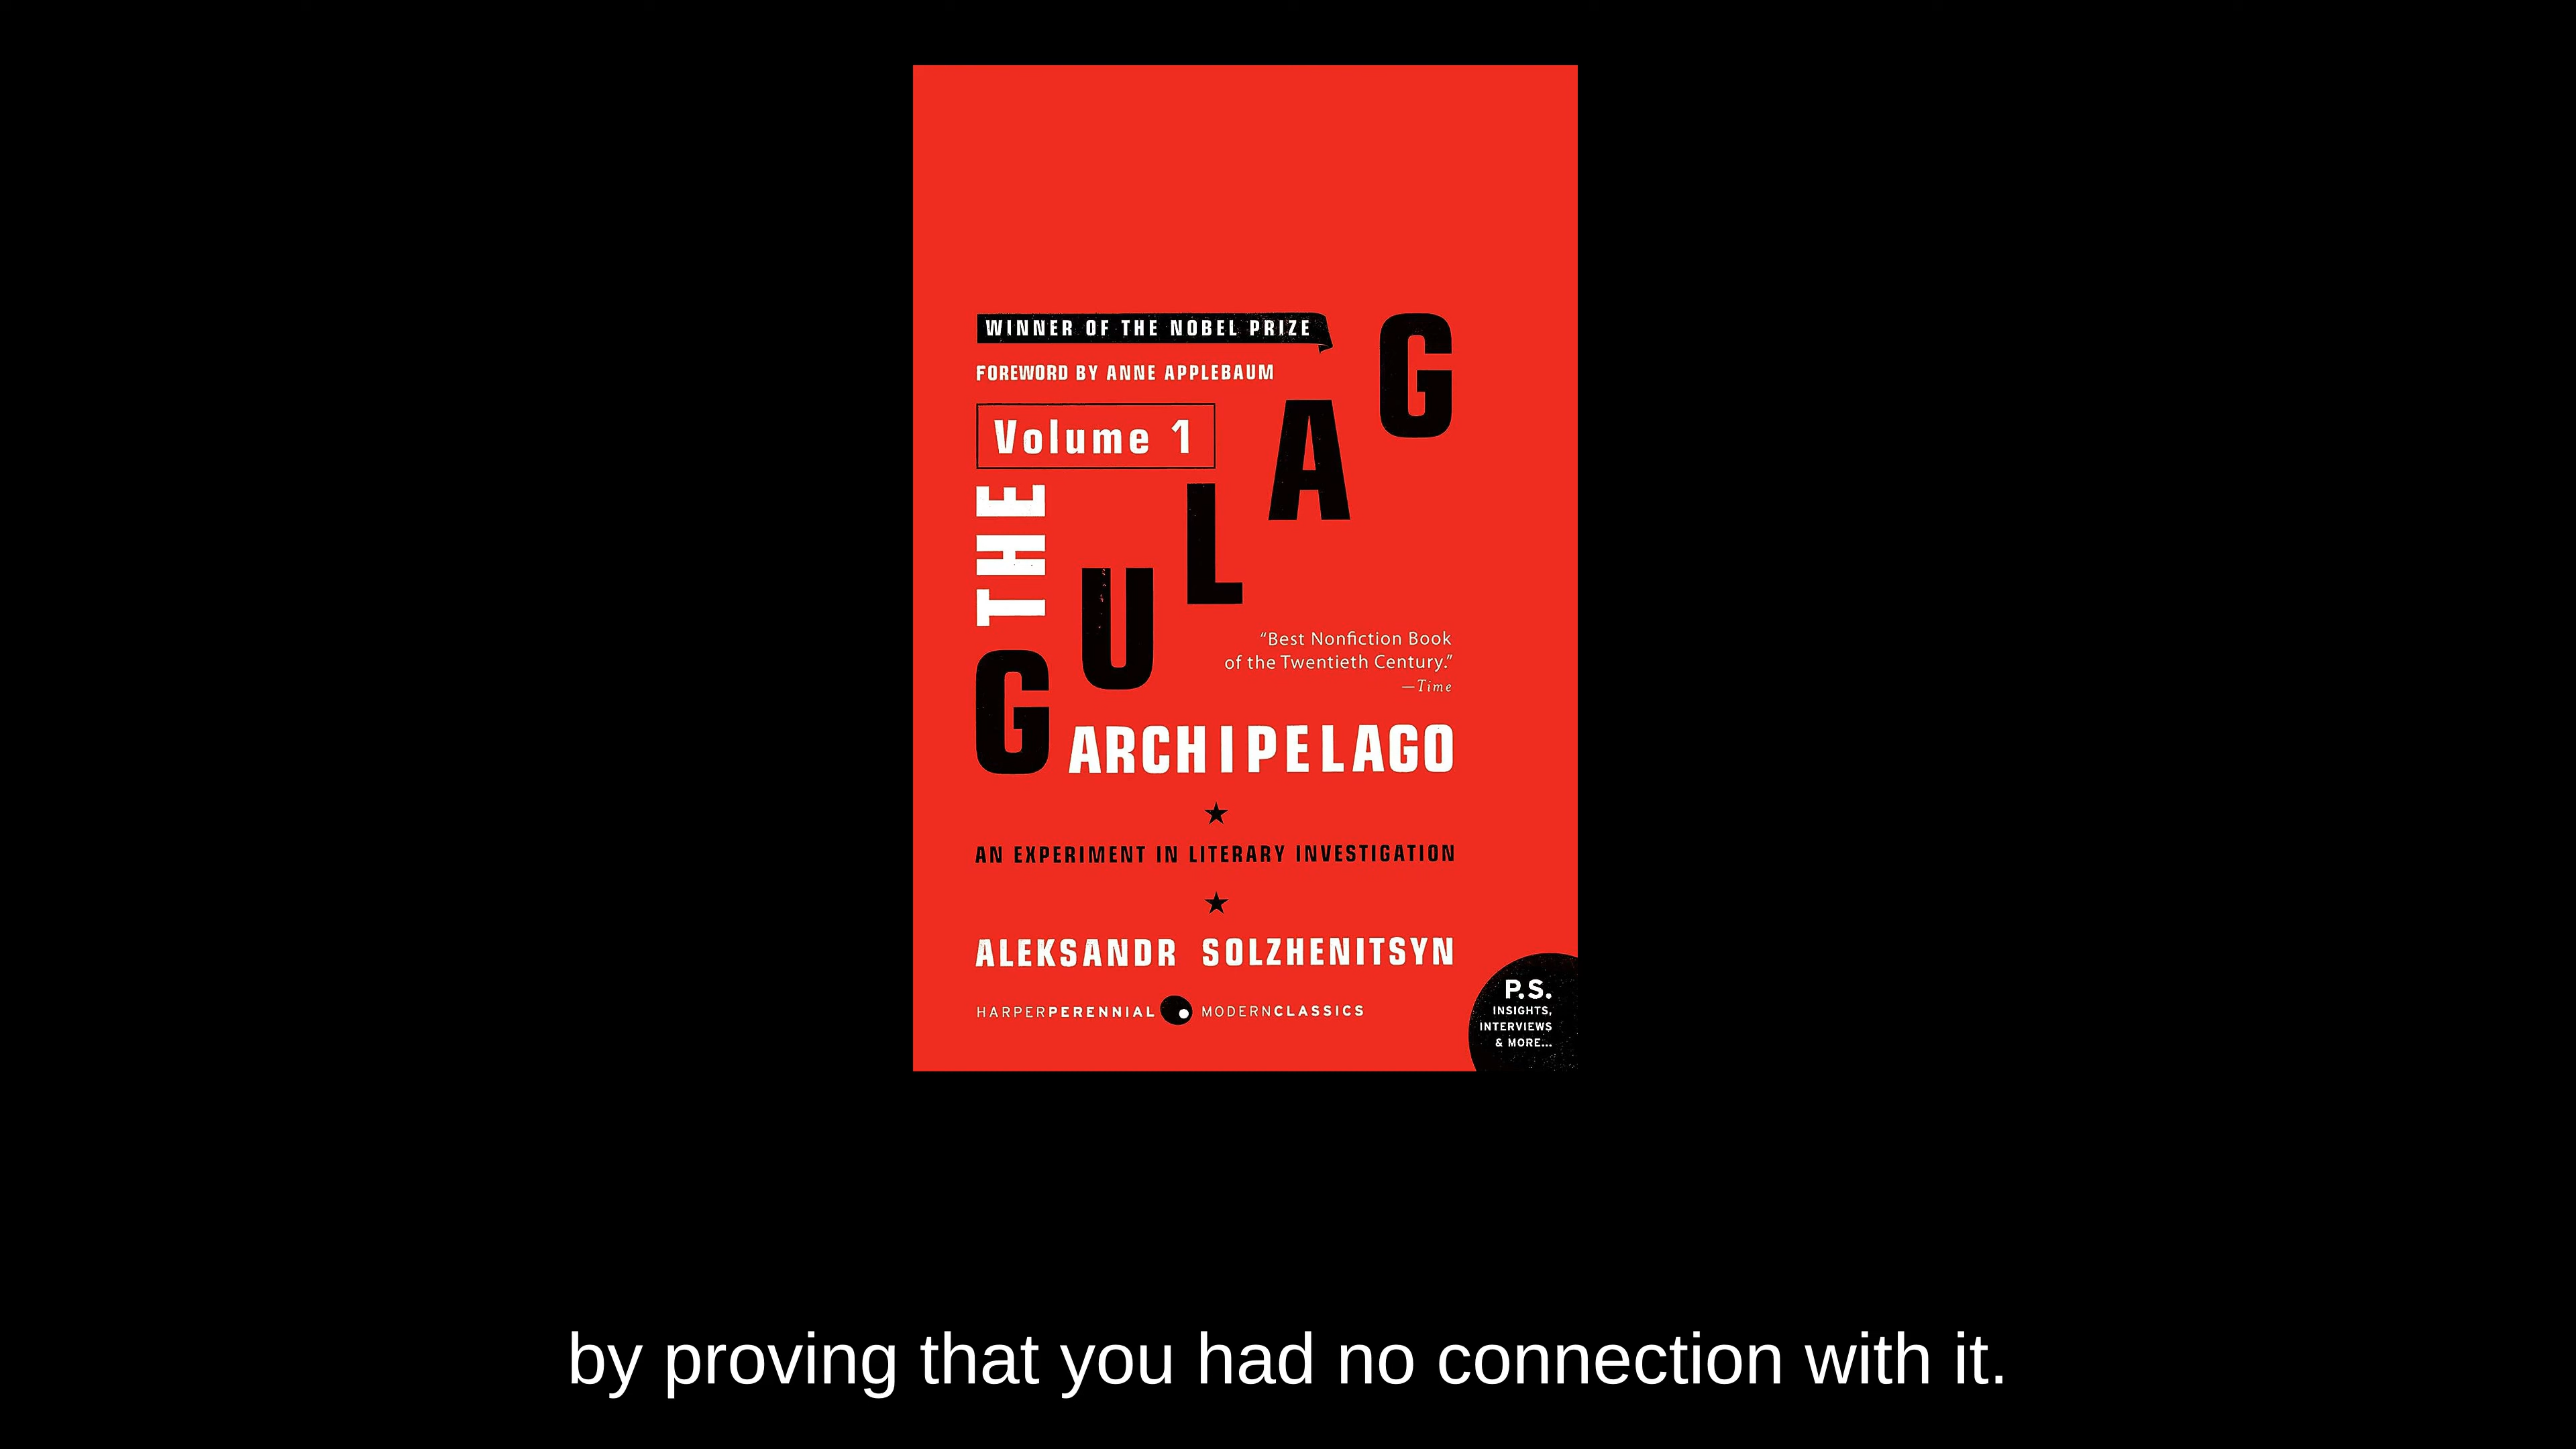 WINNER OF THE NOBEL PRIZE
FOREWORD BY ANNE APPLEBAUM
Volume 1
THE
GULAG
"Best Nonfiction Book
of the Twentieth Century."
—Time
ARCHIPELAGO
AN EXPERIMENT IN LITERARY INVESTIGATION
ALEKSANDR SOLZHENITSYN
HARPERPERENNIAL MODERNCLASSICS
P.S.
INSIGHTS,
INTERVIEWS
& MORE...
by proving that you had no connection with it.